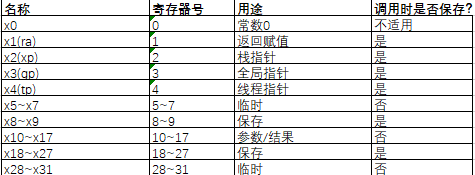 名称 寄存器号 用途 调用时是否保存?
x0 0 常数0 不适用
x1(ra) 1 返回赋值 是
x2(xp) 2 栈指针 是
x3(gp) 3 全局指针 是
x4(tp) 4 线程指针 是
x5~x7 5~7 临时 否
x8~x9 8~9 保存 是
x10~x17 10~17 参数/结果 否
x18~x27 18~27 保存 是
x28~x31 28~31 临时 否